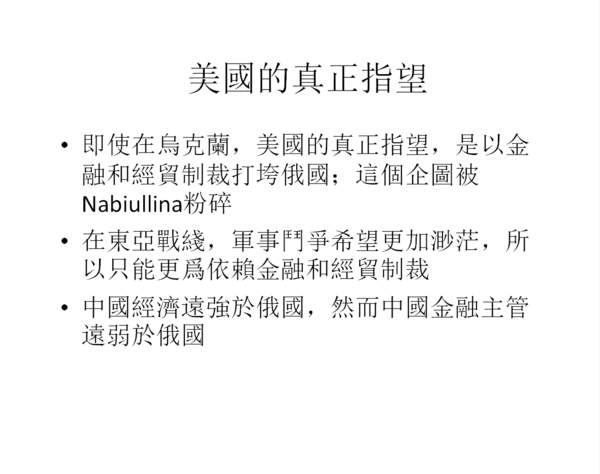 美國的真正指望
• 即使在烏克蘭，美國的真正指望，是以金
融和經貿制裁打垮俄國；這個企圖被
Nabiullina粉碎
• 在東亞戰綫，軍事鬥爭希望更加渺茫，所
以只能更爲依賴金融和經貿制裁
• 中國經濟遠強於俄國，然而中國金融主管
遠弱於俄國